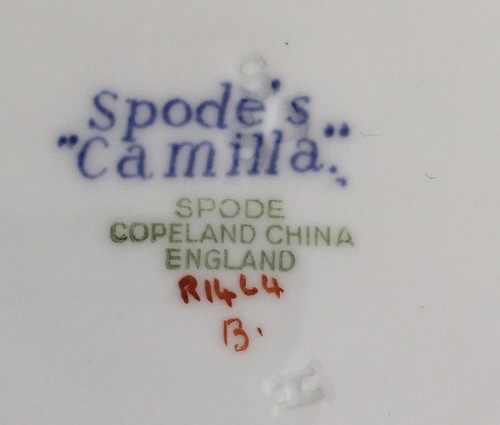 Spode's
"Camilla".
SPODE
COPELAND CHINA
ENGLAND
R1464
B.
H